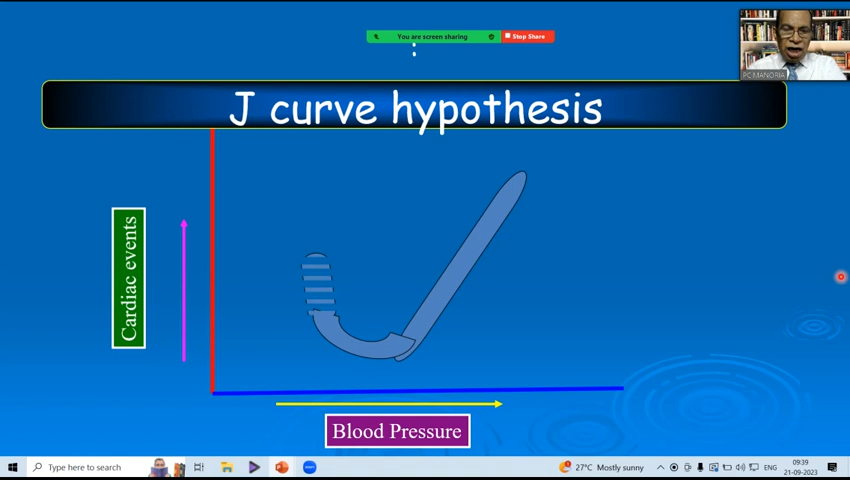 You are screen sharing
Stop Share
PC MANORIA
J curve hypothesis
Cardiac events
Blood Pressure
Type here to search
27°C Mostly sunny
ENG
09:39
21-09-2023